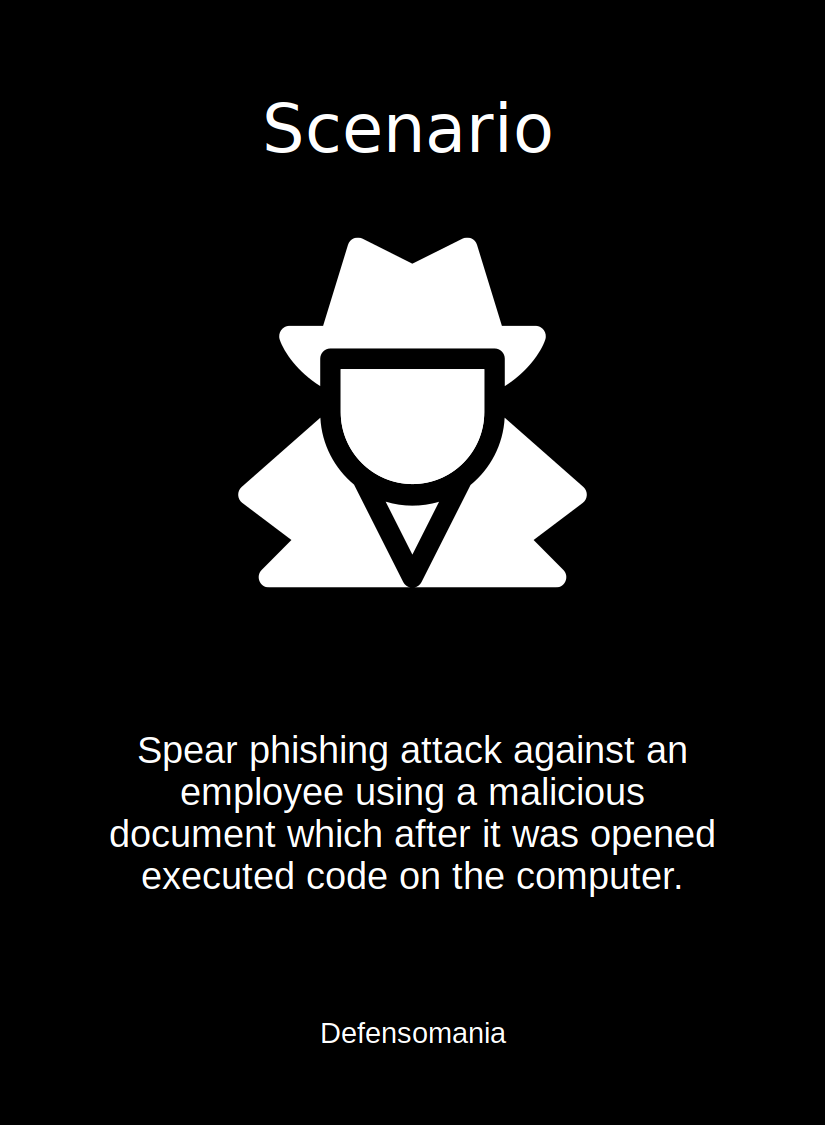 Scenario
Spear phishing attack against an
employee using a malicious
document which after it was opened
executed code on the computer.
Defensomania